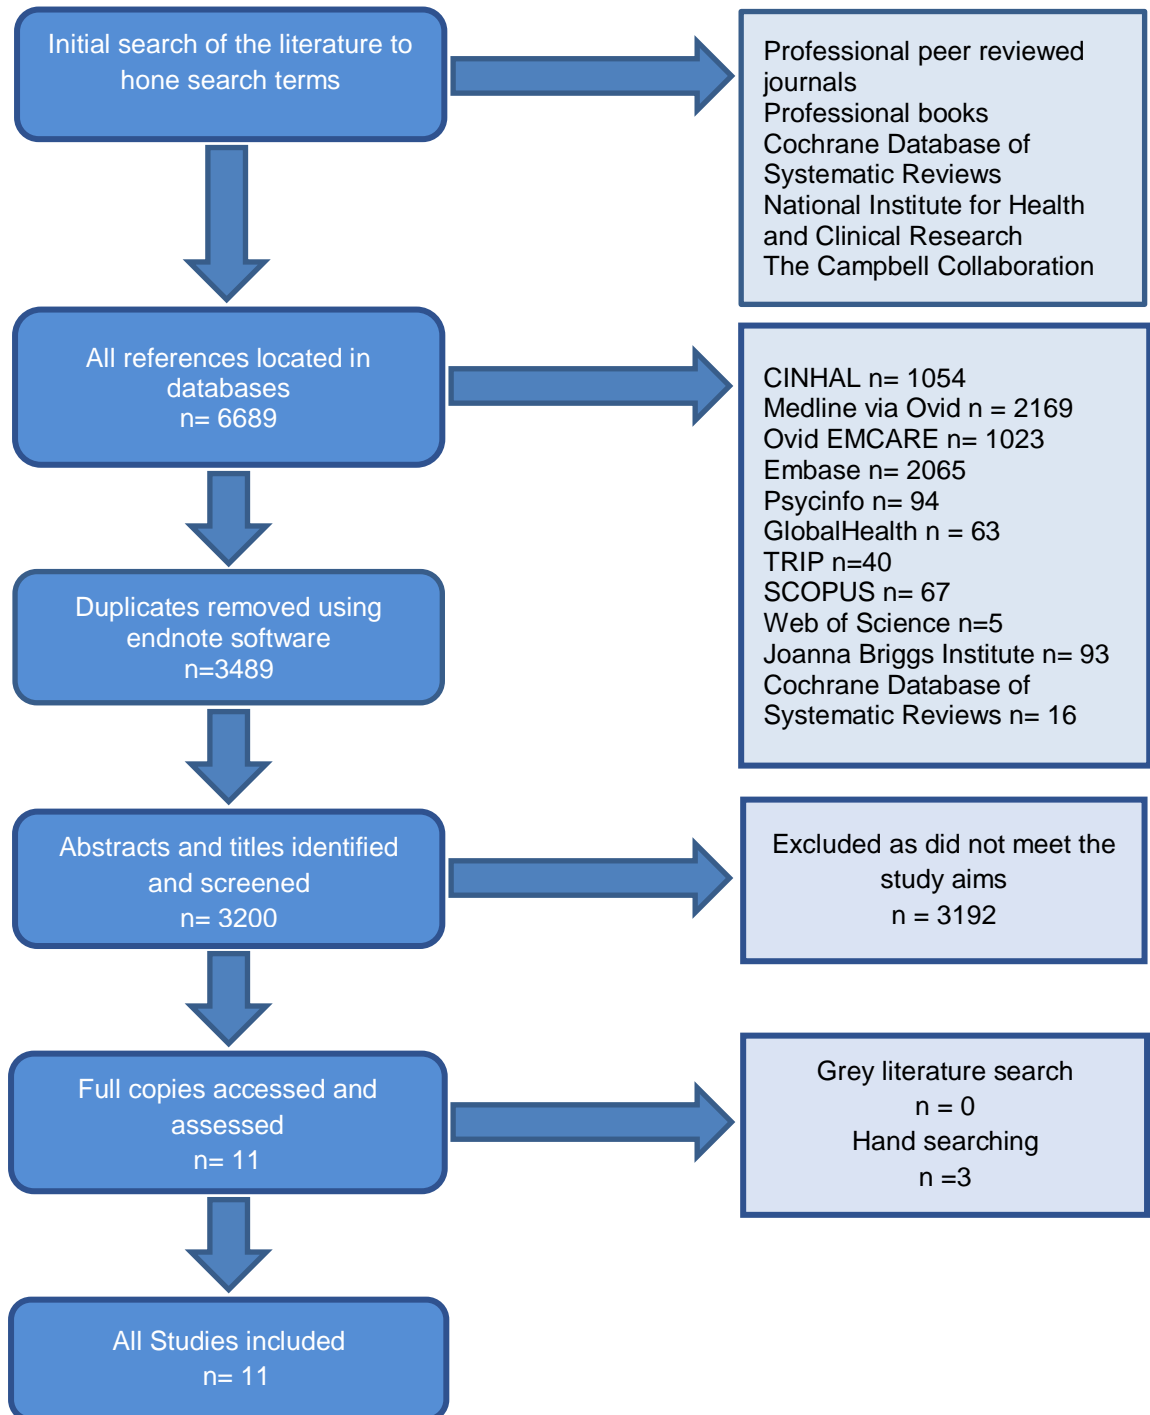 Initial search of the literature to
hone search terms
Professional peer reviewed
journals
Professional books
Cochrane Database of
Systematic Reviews
National Institute for Health
and Clinical Research
The Campbell Collaboration
All references located in
databases
n= 6689
CINHAL n= 1054
Medline via Ovid n = 2169
Ovid EMCARE n= 1023
Embase n= 2065
Psycinfo n= 94
GlobalHealth n = 63
TRIP n=40
SCOPUS n= 67
Web of Science n=5
Joanna Briggs Institute n= 93
Cochrane Database of
Systematic Reviews n= 16
Duplicates removed using
endnote software
n=3489
Abstracts and titles identified
and screened
n= 3200
Excluded as did not meet the
study aims
n = 3192
Full copies accessed and
assessed
n= 11
Grey literature search
n = 0
Hand searching
n =3
All Studies included
n= 11